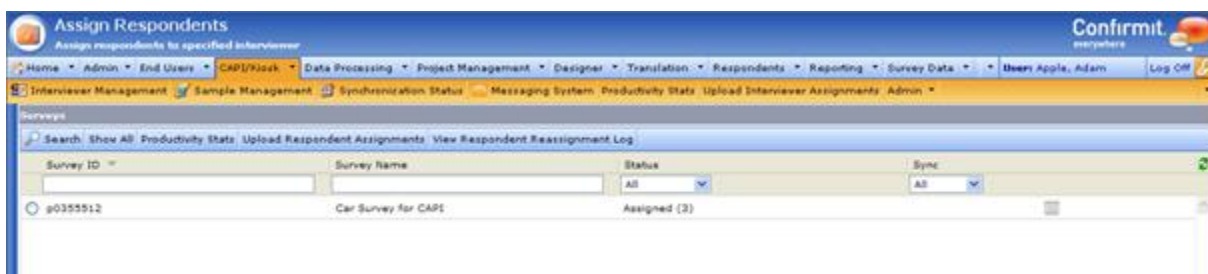 Assign Respondents
Assign respondents to specified interviewer
Confirmit.
everywhere
Home Admin End Users CAPI/Kiosk Data Processing Project Management Designer Translation Respondents Reporting Survey Data User: Apple, Adam Log Off
Interviewer Management Sample Management Synchronization Status Messaging System Productivity Stats Upload Interviewer Assignments Admin
Surveys
Search Show All Productivity Stats Upload Respondent Assignments View Respondent Reassignment Log
Survey ID Survey Name Status Sync
All All
p0355512 Car Survey for CAPI Assigned (3)